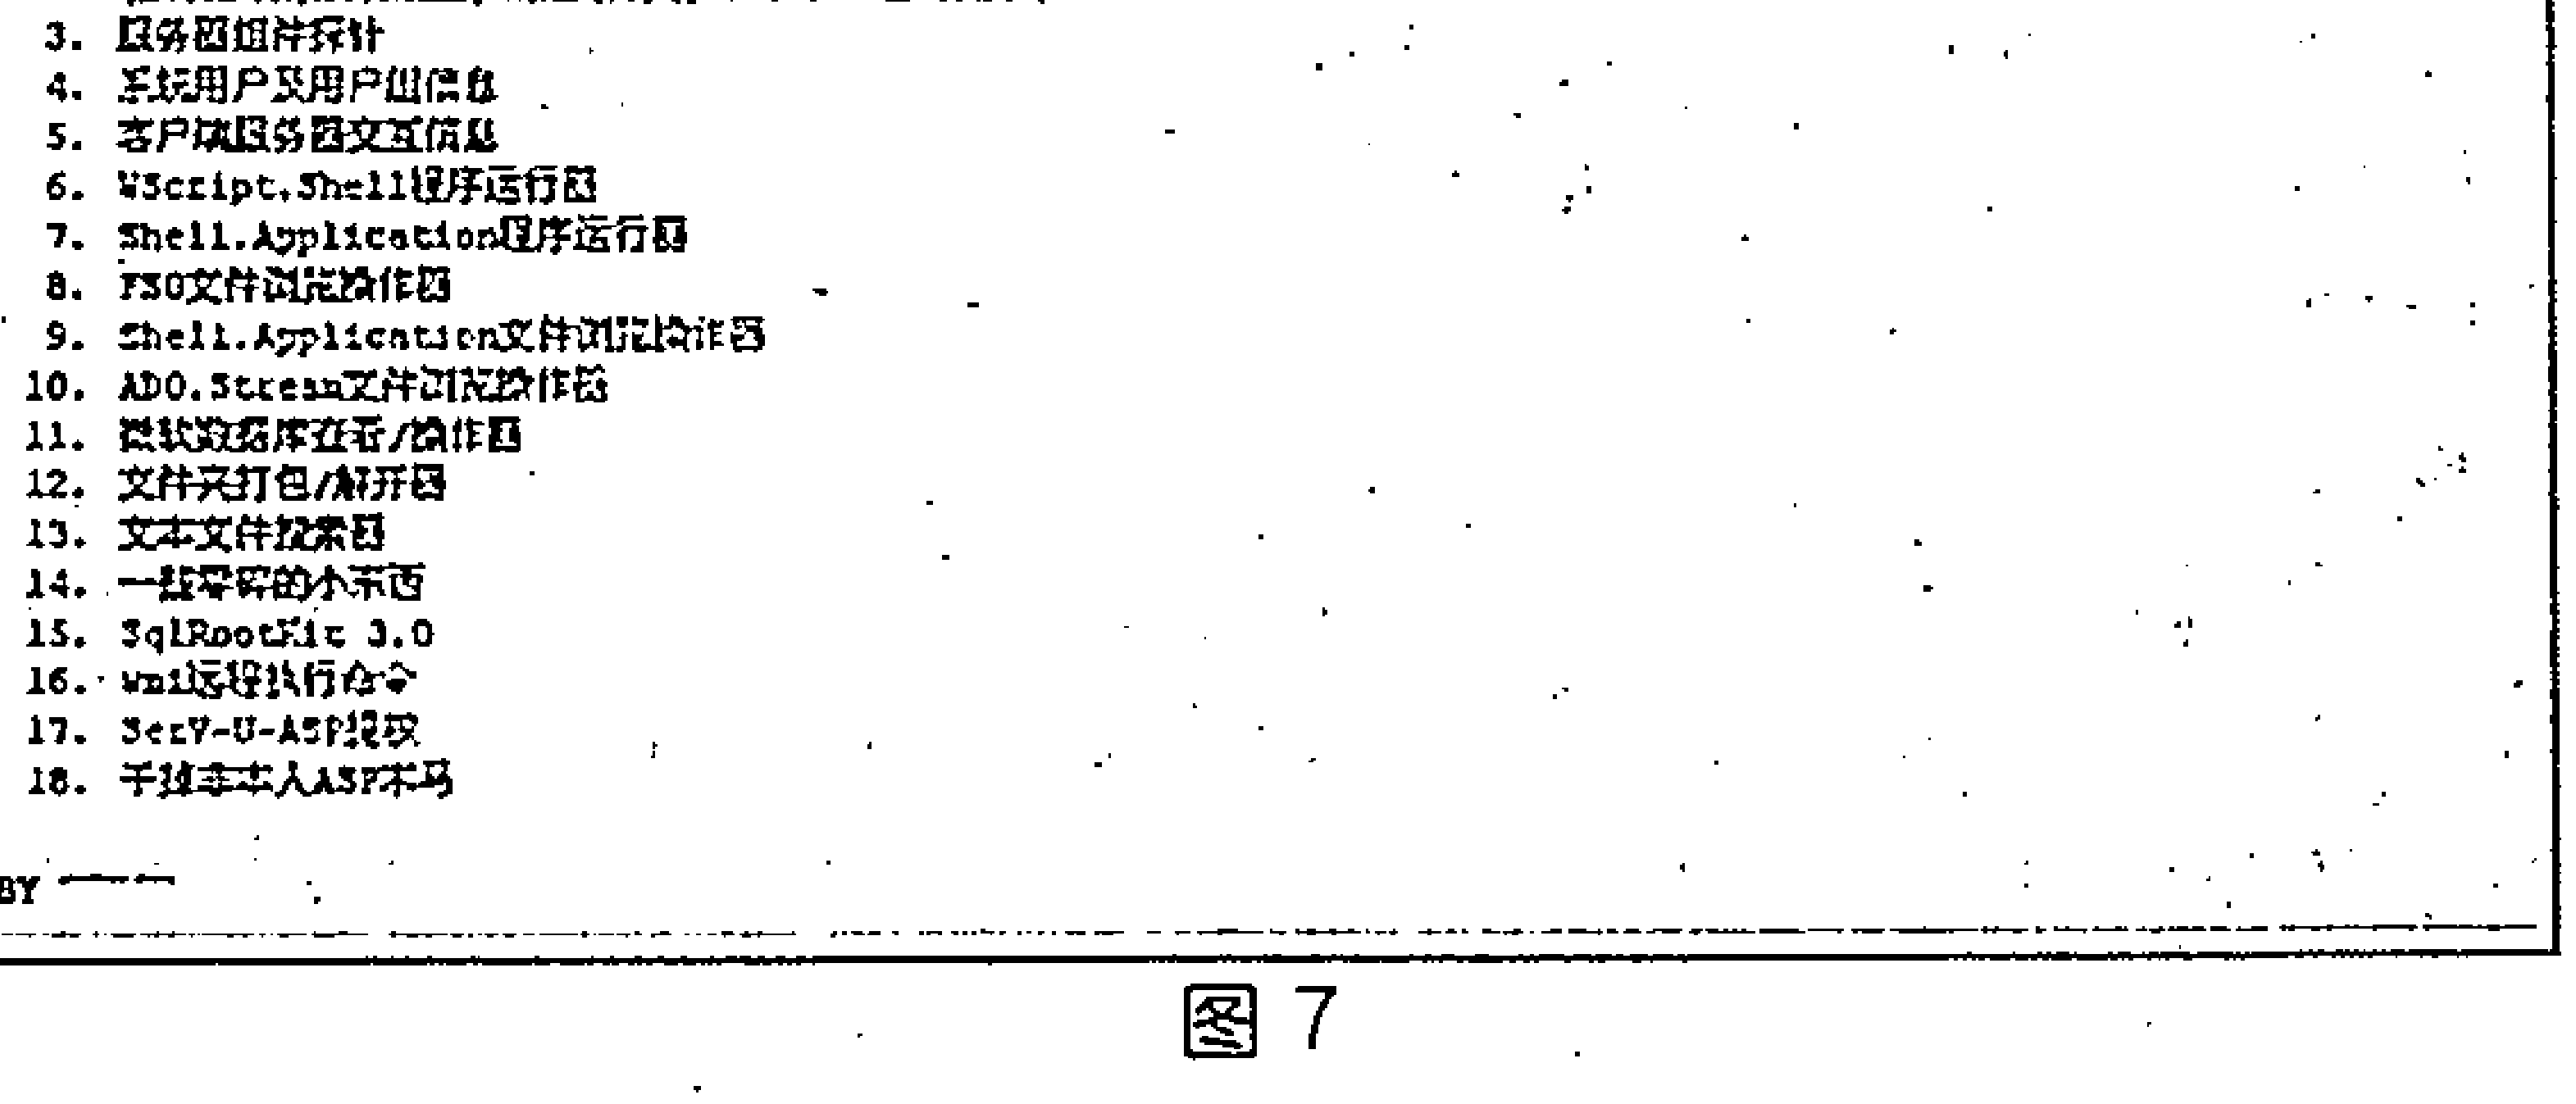 3. 服务器组件探针
4. 系统用户及用户组信息
5. 客户端服务器交互信息
6. WScript.Shell程序运行器
7. Shell.Application程序运行器
8. FSO文件浏览操作器
9. Shell.Application文件浏览操作器
10. ADO.Stream文件浏览操作器
11. 微软数据库查看/操作器
12. 文件夹打包/解开器
13. 文本文件搜索器
14. 一些零碎的小东西
15. SqlRootKit 3.0
16. Wmi远程执行命令
17. SerV-U-ASP提权
18. 干掉非本人ASP木马
BY
图 7